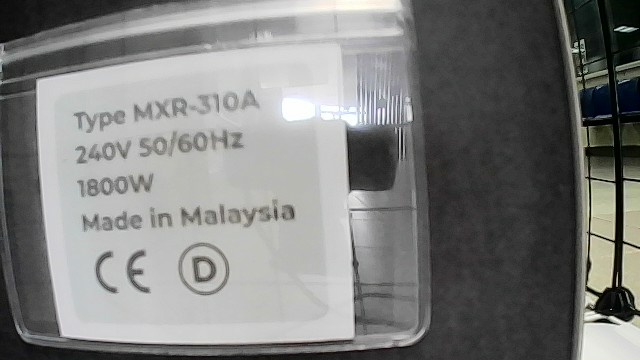 Type MXR-310A
240V 50/60Hz
1800W
Made in Malaysia
CE D